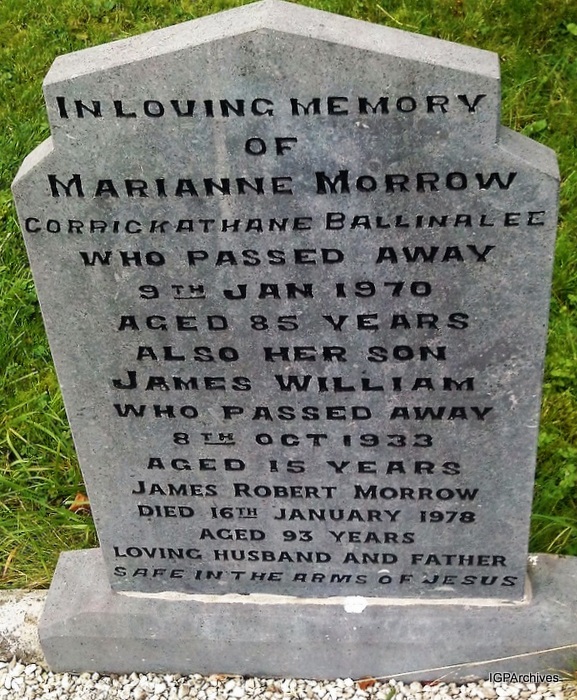 IN LOVING MEMORY
OF
MARIANNE MORROW
CORRICKATHANE BALLINALEE
WHO PASSED AWAY
9TH JAN 1970
AGED 85 YEARS
ALSO HER SON
JAMES WILLIAM
WHO PASSED AWAY
8TH OCT 1933
AGED 15 YEARS
JAMES ROBERT MORROW
DIED 16TH JANUARY 1978
AGED 93 YEARS
LOVING HUSBAND AND FATHER
SAFE IN THE ARMS OF JESUS
IGPArchives